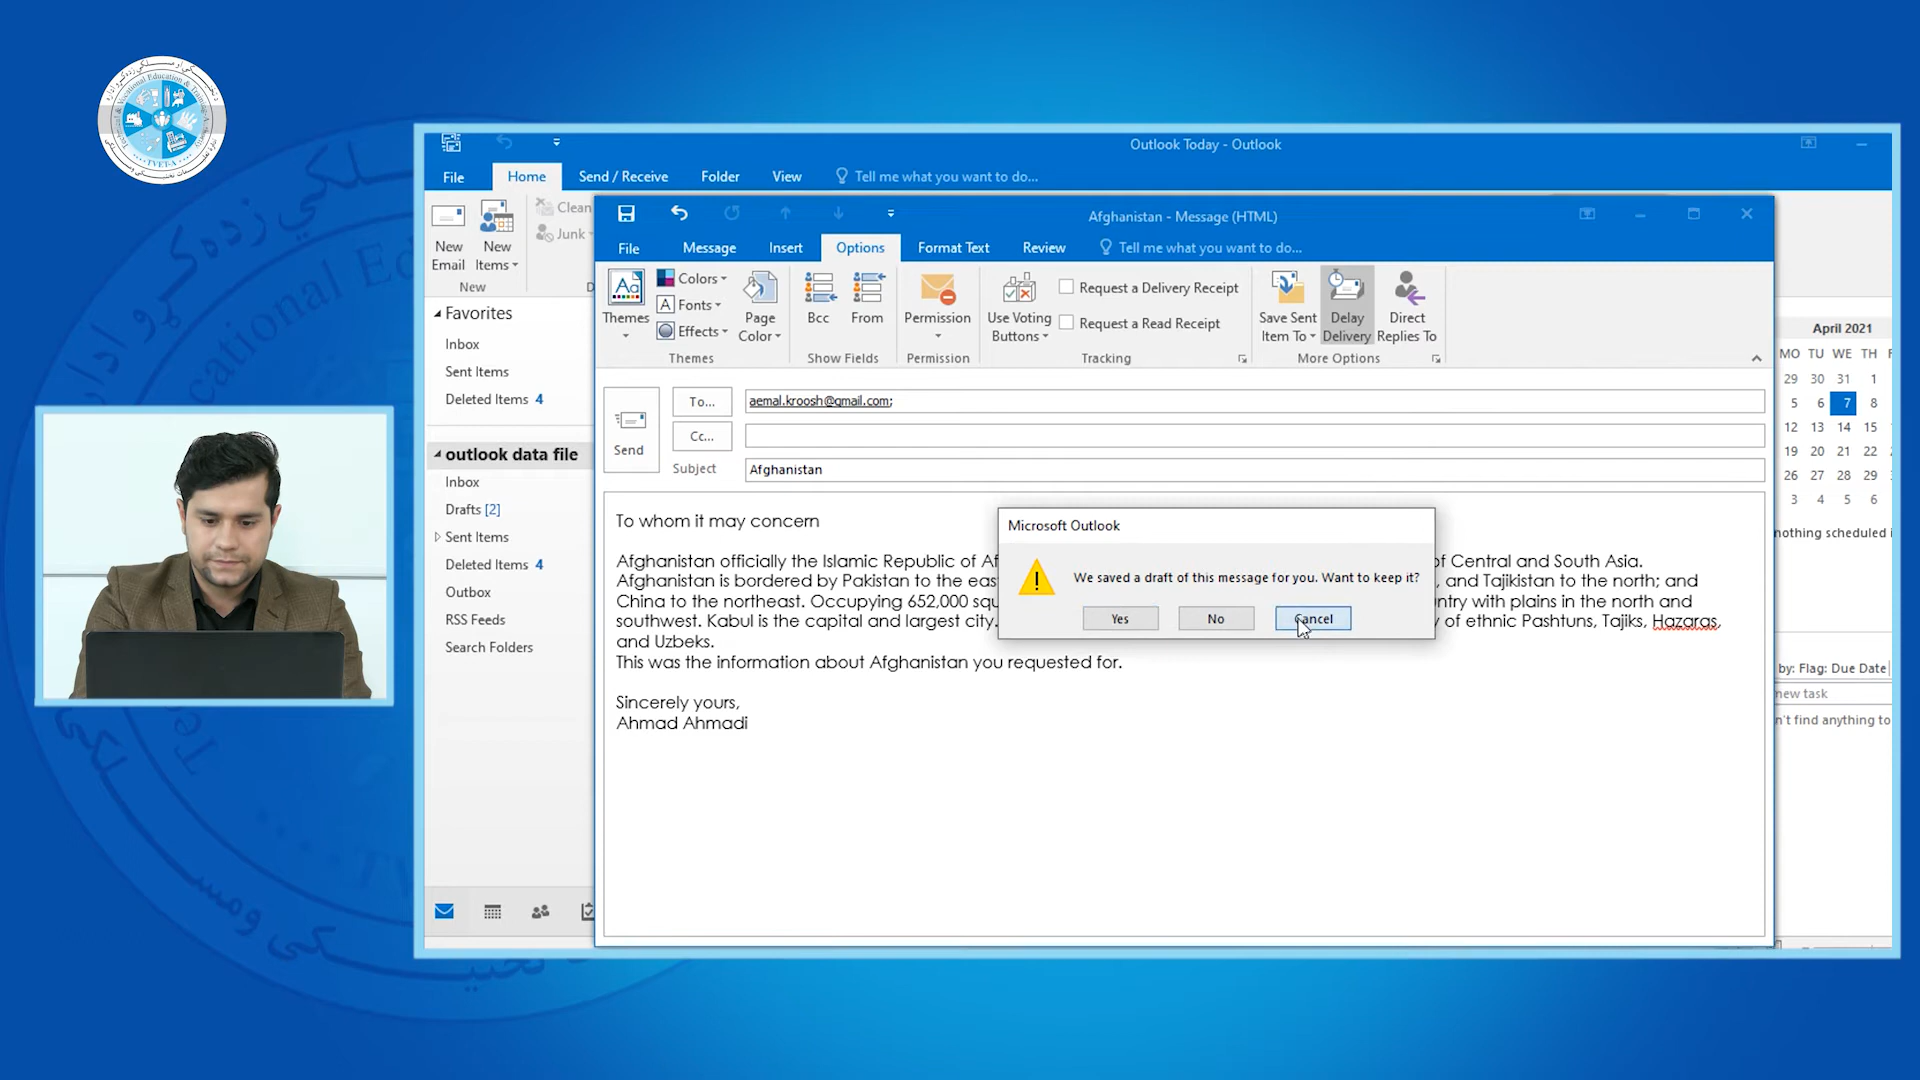 Technical & Vocational Education & Training-Authority
TVET-A
Outlook Today - Outlook
File
Home
Send / Receive
Folder
View
Tell me what you want to do...
New
Email
New
Items
New
Clean
Junk
Afghanistan - Message (HTML)
File
Message
Insert
Options
Format Text
Review
Tell me what you want to do...
Themes
Colors
Fonts
Effects
Page
Color
Themes
Bcc
From
Show Fields
Permission
Permission
Use Voting
Buttons
Request a Delivery Receipt
Request a Read Receipt
Tracking
Save Sent
Item To
Delay
Delivery
Direct
Replies To
More Options
Favorites
Inbox
Sent Items
Deleted Items 4
outlook data file
Inbox
Drafts [2]
Sent Items
Deleted Items 4
Outbox
RSS Feeds
Search Folders
Send
To...
aemal.kroosh@gmail.com;
Cc...
Subject
Afghanistan
To whom it may concern
Afghanistan officially the Islamic Republic of Af
of Central and South Asia.
Afghanistan is bordered by Pakistan to the eas
, and Tajikistan to the north; and
China to the northeast. Occupying 652,000 squ
ntry with plains in the north and
southwest. Kabul is the capital and largest city.
y of ethnic Pashtuns, Tajiks, Hazaras,
and Uzbeks.
This was the information about Afghanistan you requested for.
Sincerely yours,
Ahmad Ahmadi
Microsoft Outlook
We saved a draft of this message for you. Want to keep it?
Yes
No
Cancel
April 2021
MO TU WE TH F
29 30 31 1
5 6 7 8
12 13 14 15
19 20 21 22
26 27 28 29
3 4 5 6
nothing scheduled i
by: Flag: Due Date
new task
n't find anything to